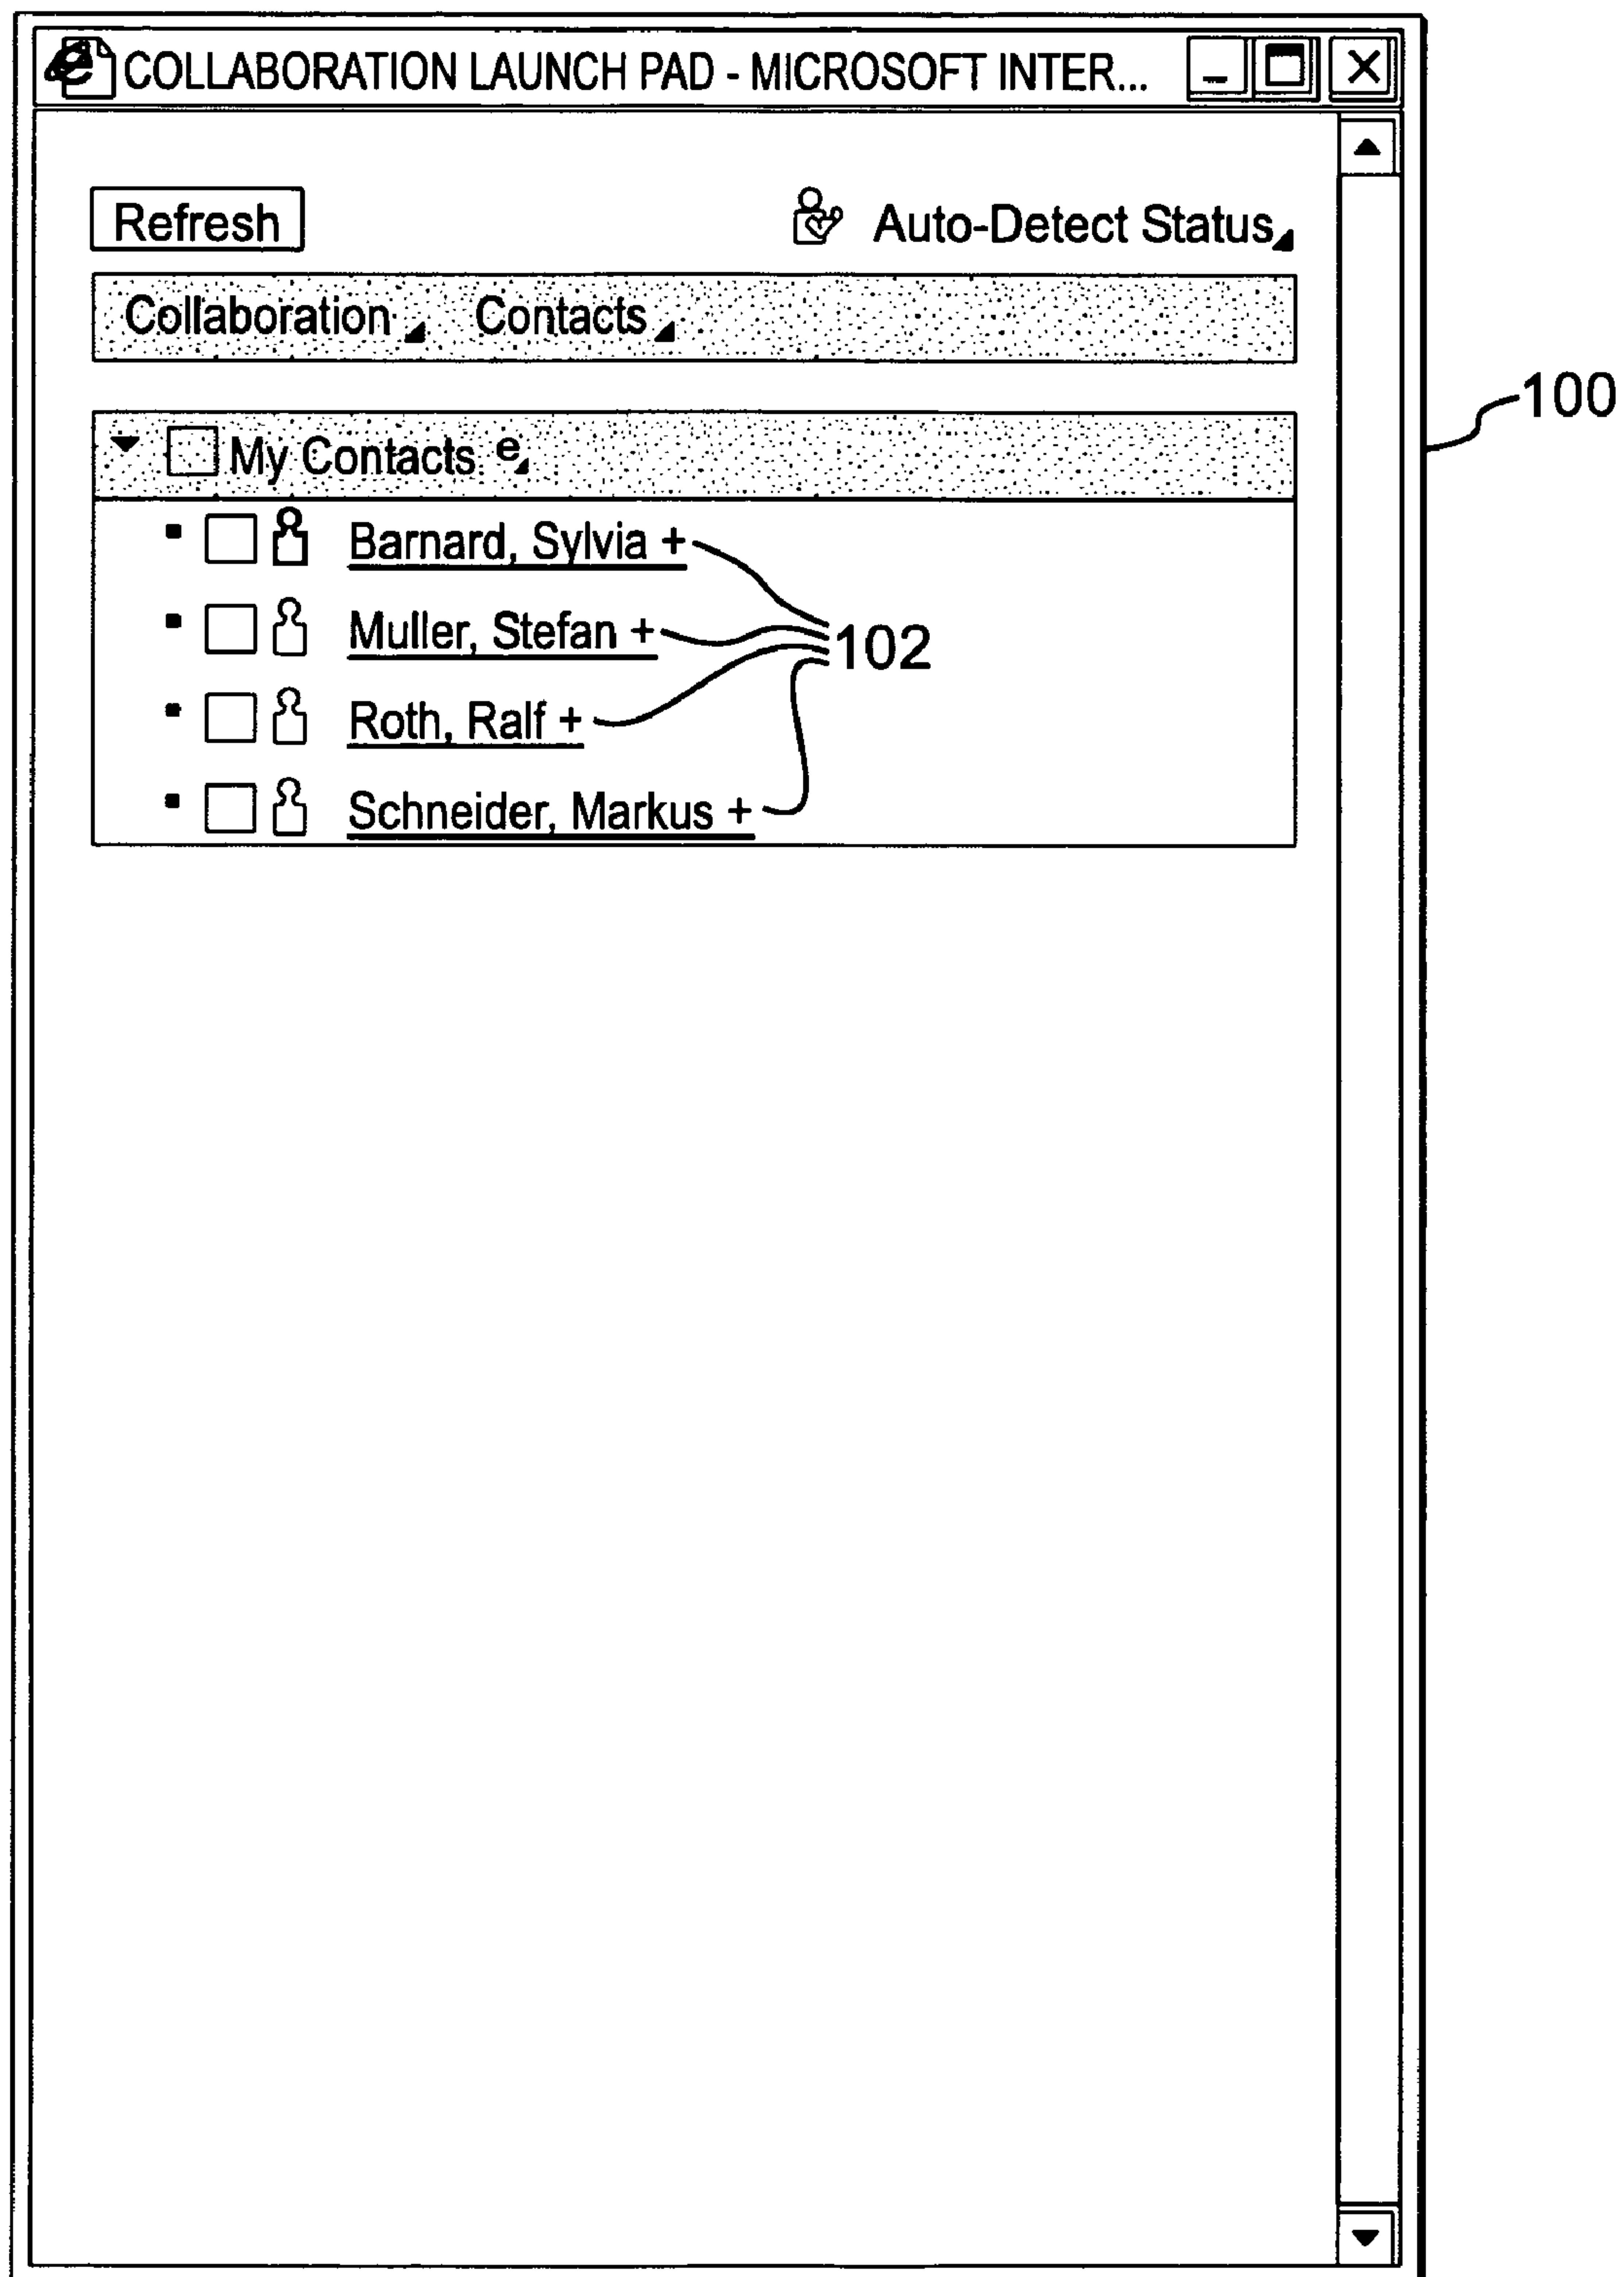 COLLABORATION LAUNCH PAD - MICROSOFT INTER...
Refresh Auto-Detect Status
Collaboration Contacts
100
My Contacts e
Barnard, Sylvia +
Muller, Stefan +
102
Roth, Ralf +
Schneider, Markus +